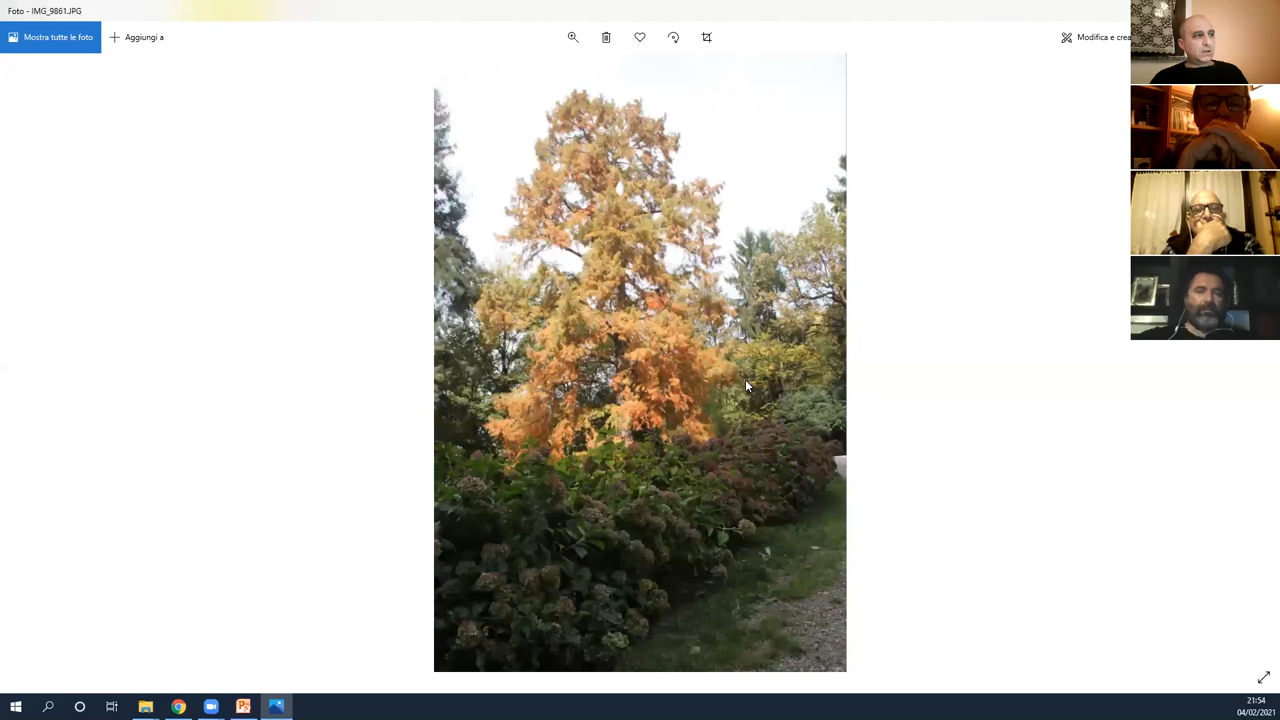 Foto - IMG_9861.JPG
Mostra tutte le foto
Aggiungi a
Modifica e crea
21:54
04/02/2021